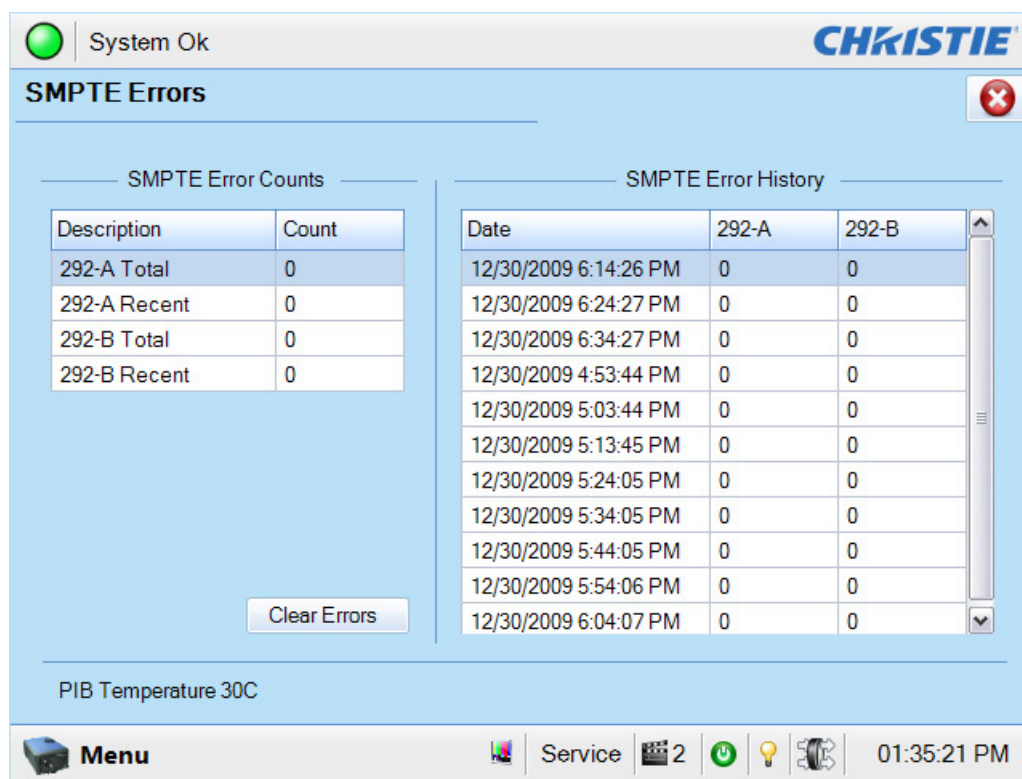 System Ok
CHRISTIE
SMPTE Errors
SMPTE Error Counts
Description Count
292-A Total 0
292-A Recent 0
292-B Total 0
292-B Recent 0
Clear Errors
SMPTE Error History
Date 292-A 292-B
12/30/2009 6:14:26 PM 0 0
12/30/2009 6:24:27 PM 0 0
12/30/2009 6:34:27 PM 0 0
12/30/2009 4:53:44 PM 0 0
12/30/2009 5:03:44 PM 0 0
12/30/2009 5:13:45 PM 0 0
12/30/2009 5:24:05 PM 0 0
12/30/2009 5:34:05 PM 0 0
12/30/2009 5:44:05 PM 0 0
12/30/2009 5:54:06 PM 0 0
12/30/2009 6:04:07 PM 0 0
PIB Temperature 30C
Menu Service 2 01:35:21 PM